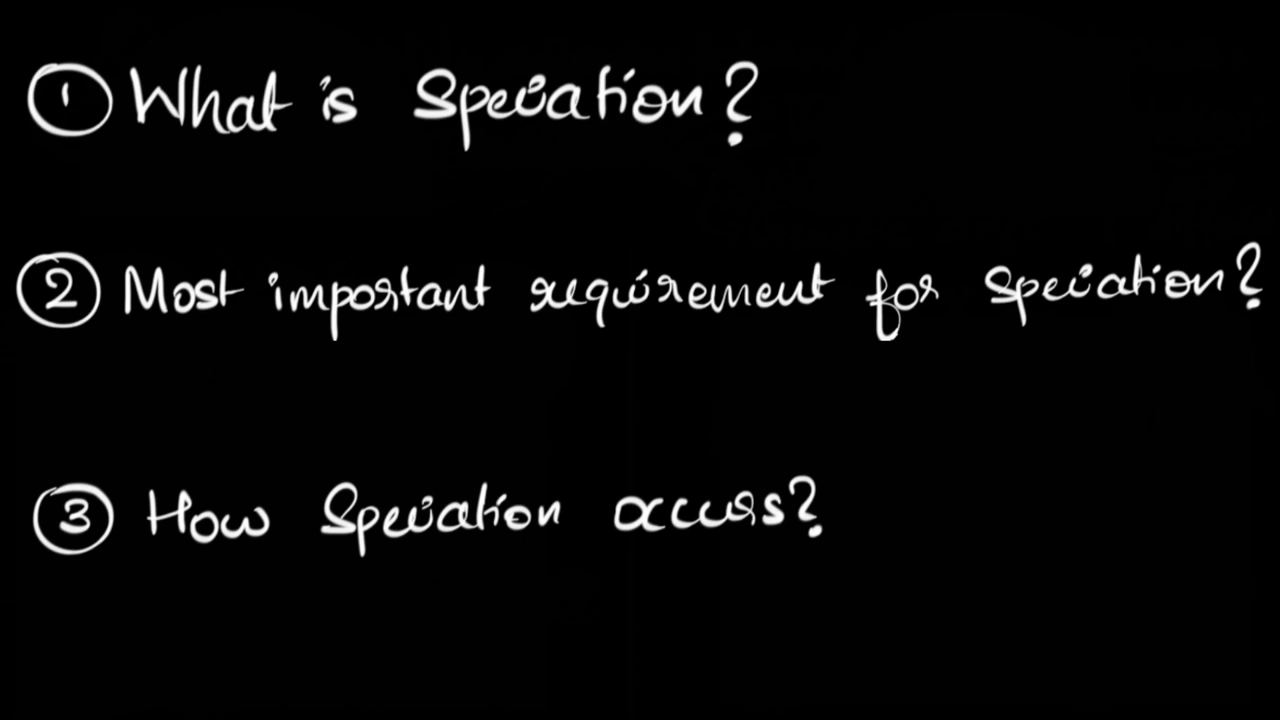 ① What is Speciation?
② Most important requirement for speciation?
③ How Speciation occurs?